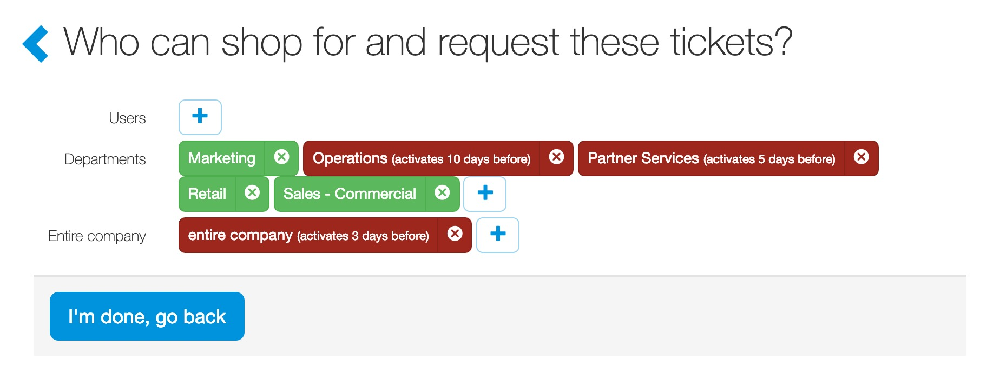 Who can shop for and request these tickets?
Users
Departments Marketing Operations (activates 10 days before) Partner Services (activates 5 days before)
Retail Sales - Commercial
Entire company entire company (activates 3 days before)
I'm done, go back